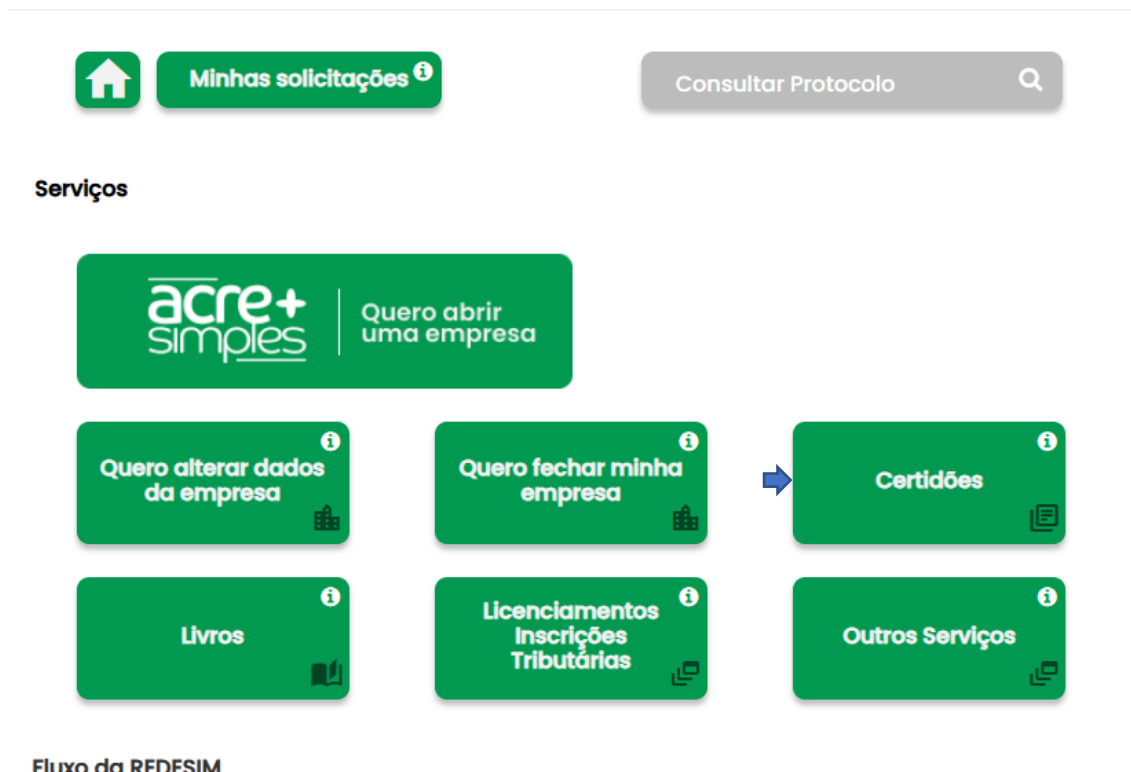 Minhas solicitações
Consultar Protocolo
Serviços
acre+
simples
Quero abrir
uma empresa
Quero alterar dados
da empresa
Quero fechar minha
empresa
Certidões
Livros
Licenciamentos
Inscrições
Tributárias
Outros Serviços
Fluxo da REDESIM